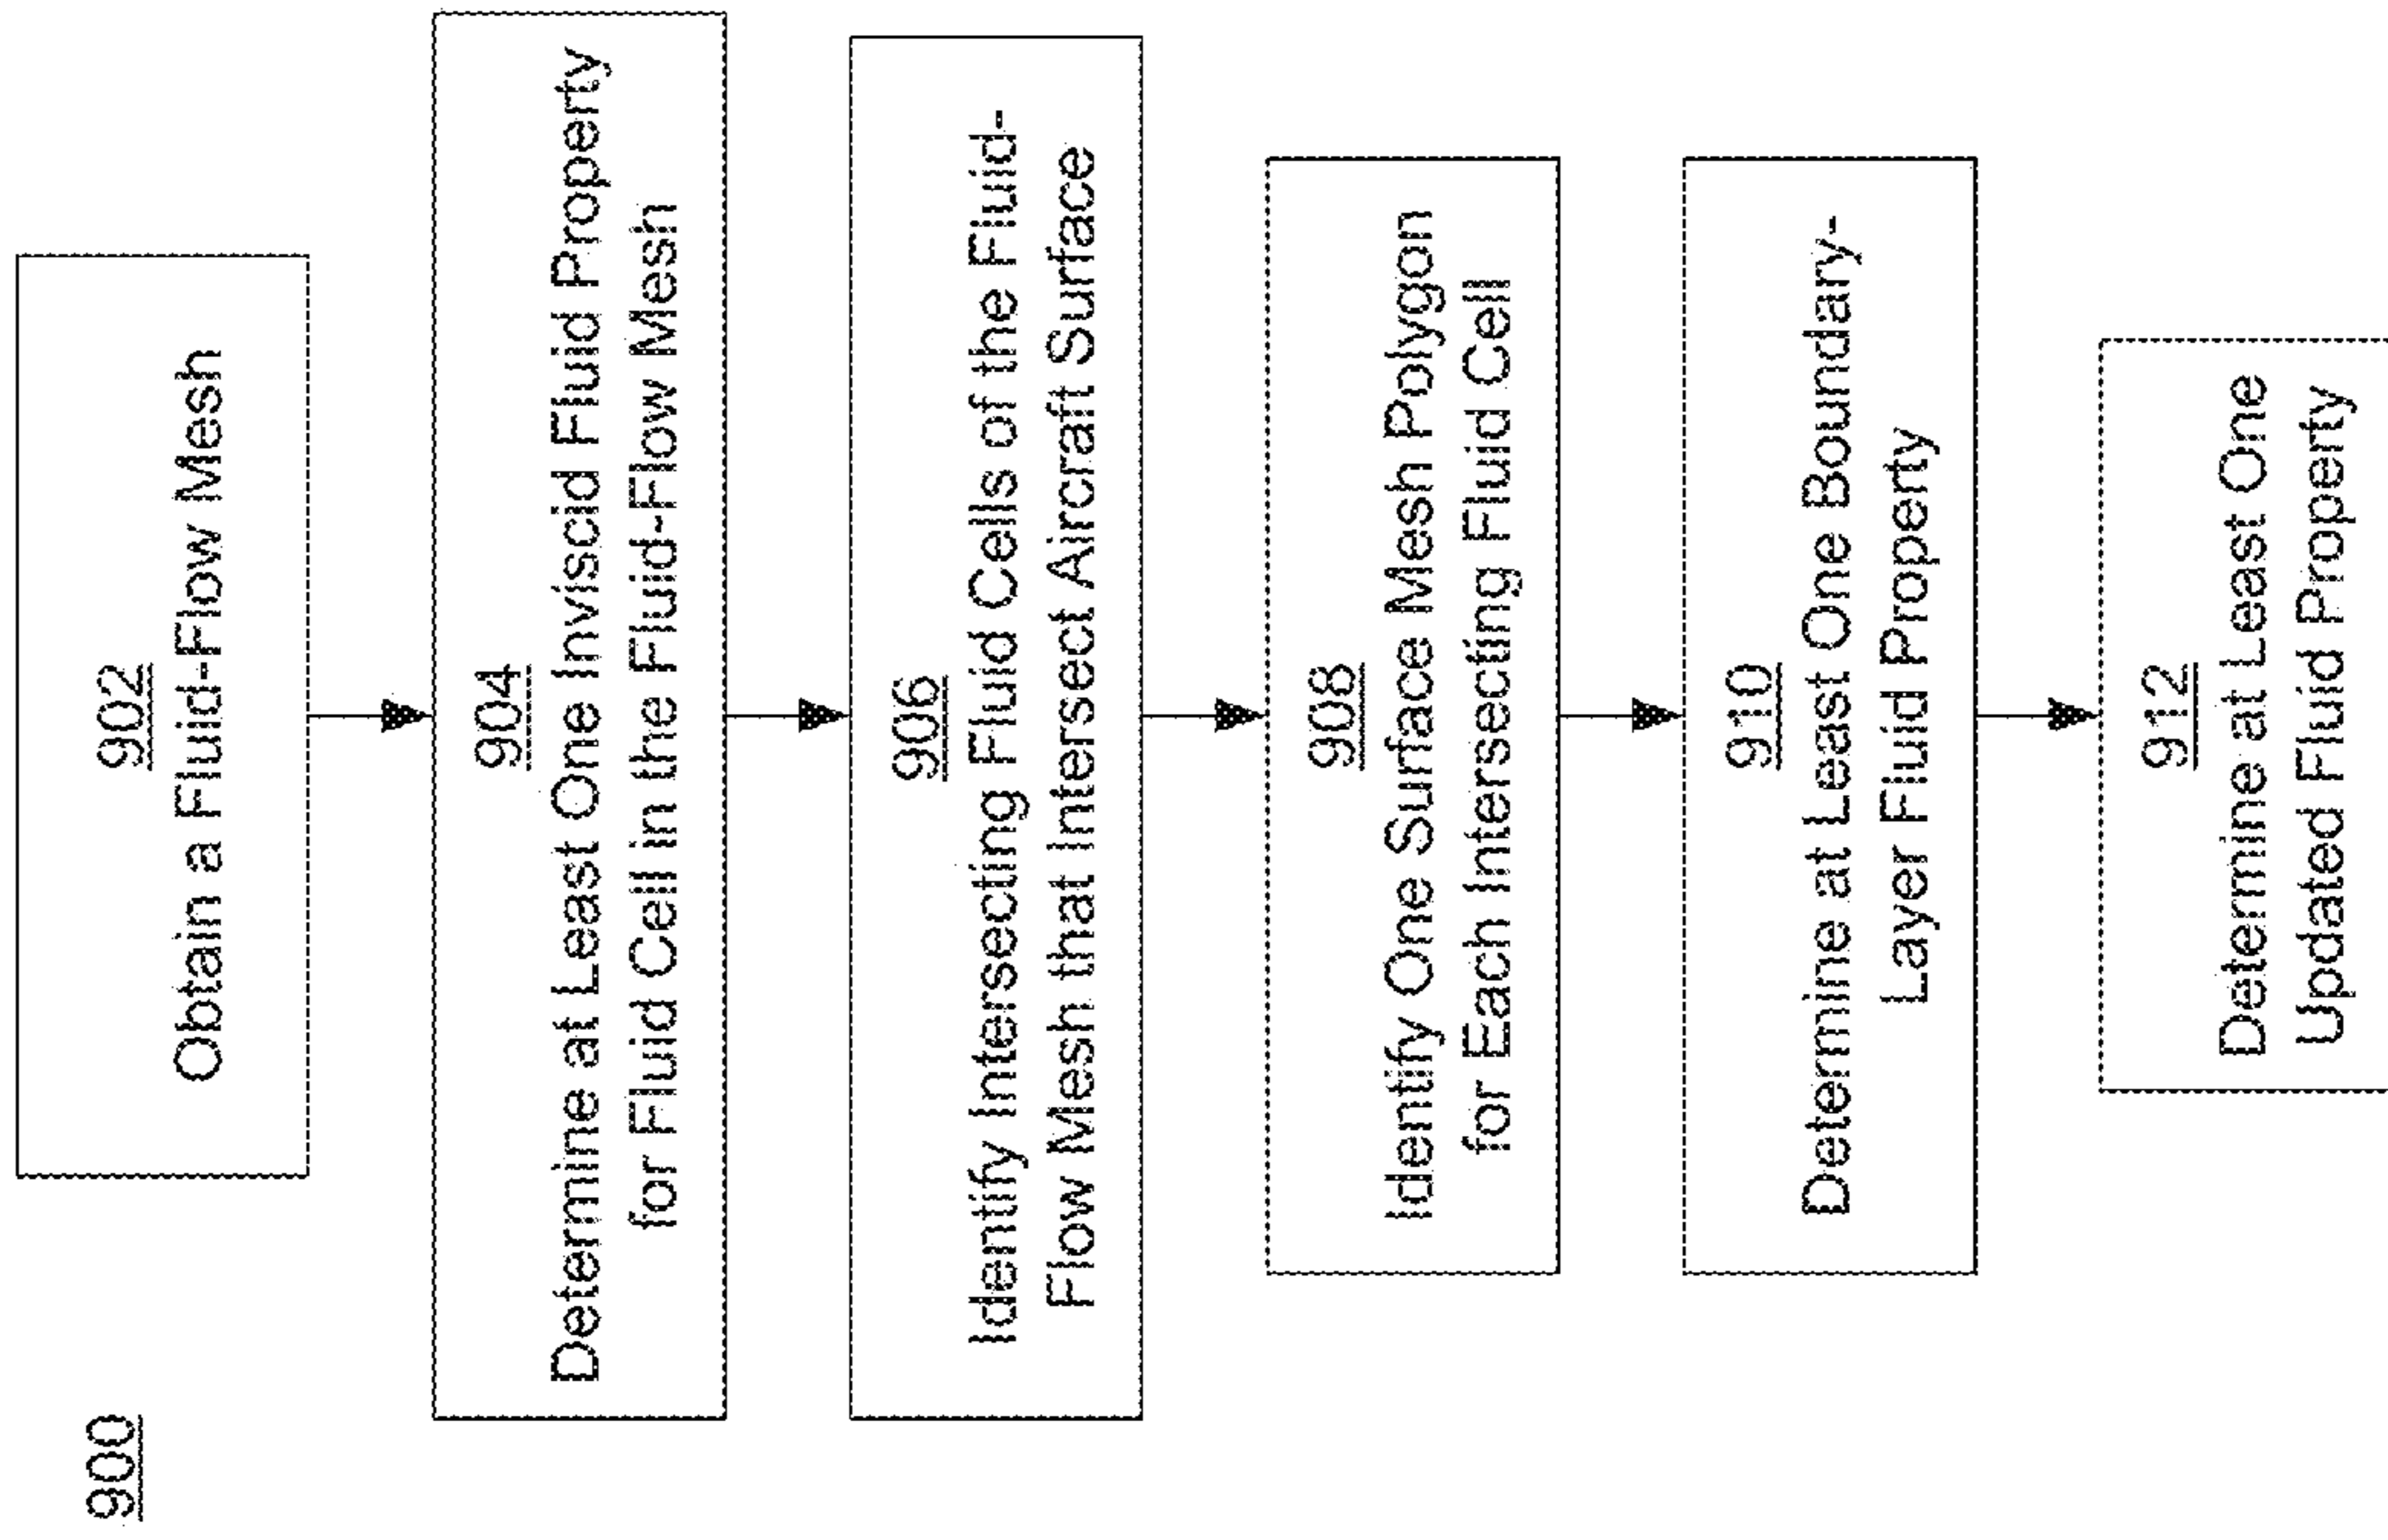 900
902
Obtain a Fluid-Flow Mesh
904
Determine at Least One Inviscid Fluid Property
for Fluid Cell in the Fluid-Flow Mesh
906
Identify Intersecting Fluid Cells of the Fluid-
Flow Mesh that Intersect Aircraft Surface
908
Identify One Surface Mesh Polygon
for Each Intersecting Fluid Cell
910
Determine at Least One Boundary-
Layer Fluid Property
912
Determine at Least One
Updated Fluid Property